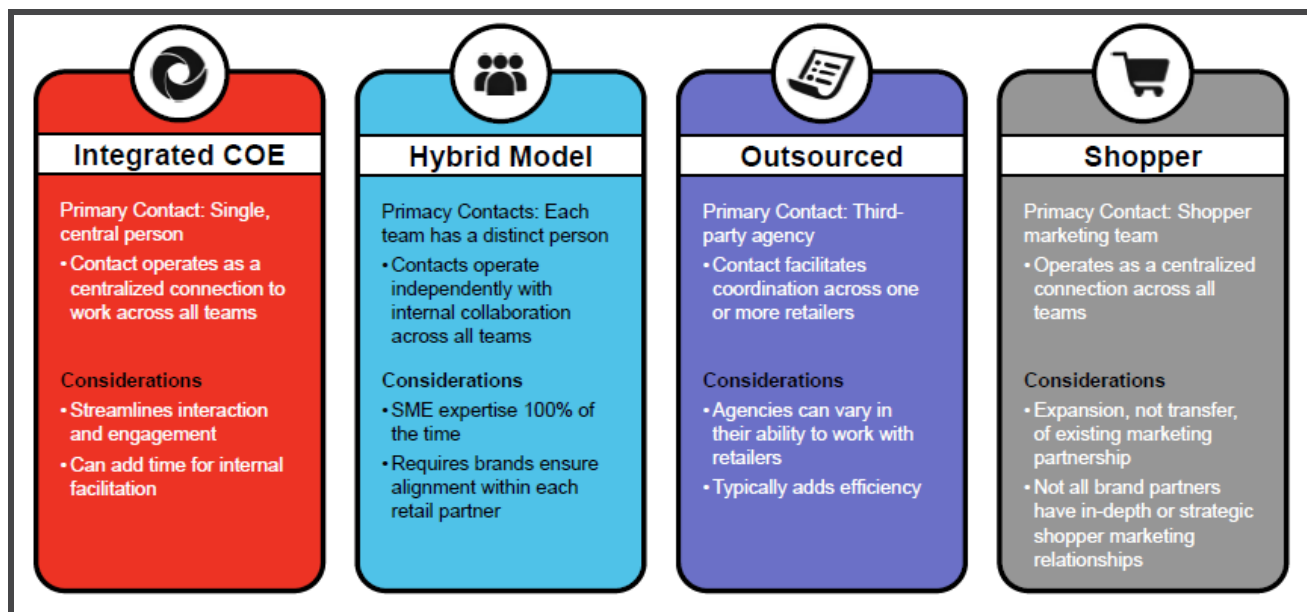 Integrated COE
Primary Contact: Single,
central person
•Contact operates as a
centralized connection to
work across all teams
Considerations
•Streamlines interaction
and engagement
•Can add time for internal
facilitation
Hybrid Model
Primacy Contacts: Each
team has a distinct person
•Contacts operate
independently with
internal collaboration
across all teams
Considerations
•SME expertise 100% of
the time
•Requires brands ensure
alignment within each
retail partner
Outsourced
Primary Contact: Third-
party agency
•Contact facilitates
coordination across one
or more retailers
Considerations
•Agencies can vary in
their ability to work with
retailers
•Typically adds efficiency
Shopper
Primacy Contact: Shopper
marketing team
•Operates as a centralized
connection across all
teams
Considerations
•Expansion, not transfer,
of existing marketing
partnership
•Not all brand partners
have in-depth or strategic
shopper marketing
relationships